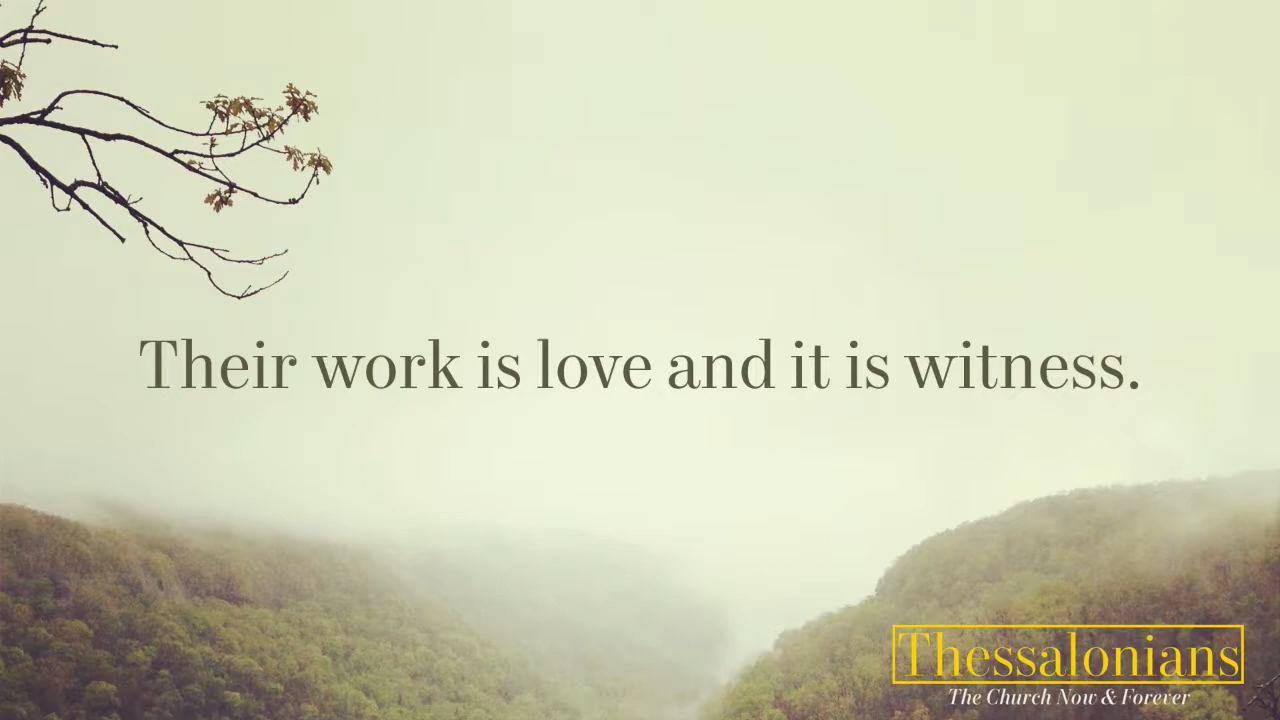 Their work is love and it is witness.
Thessalonians
The Church Now & Forever